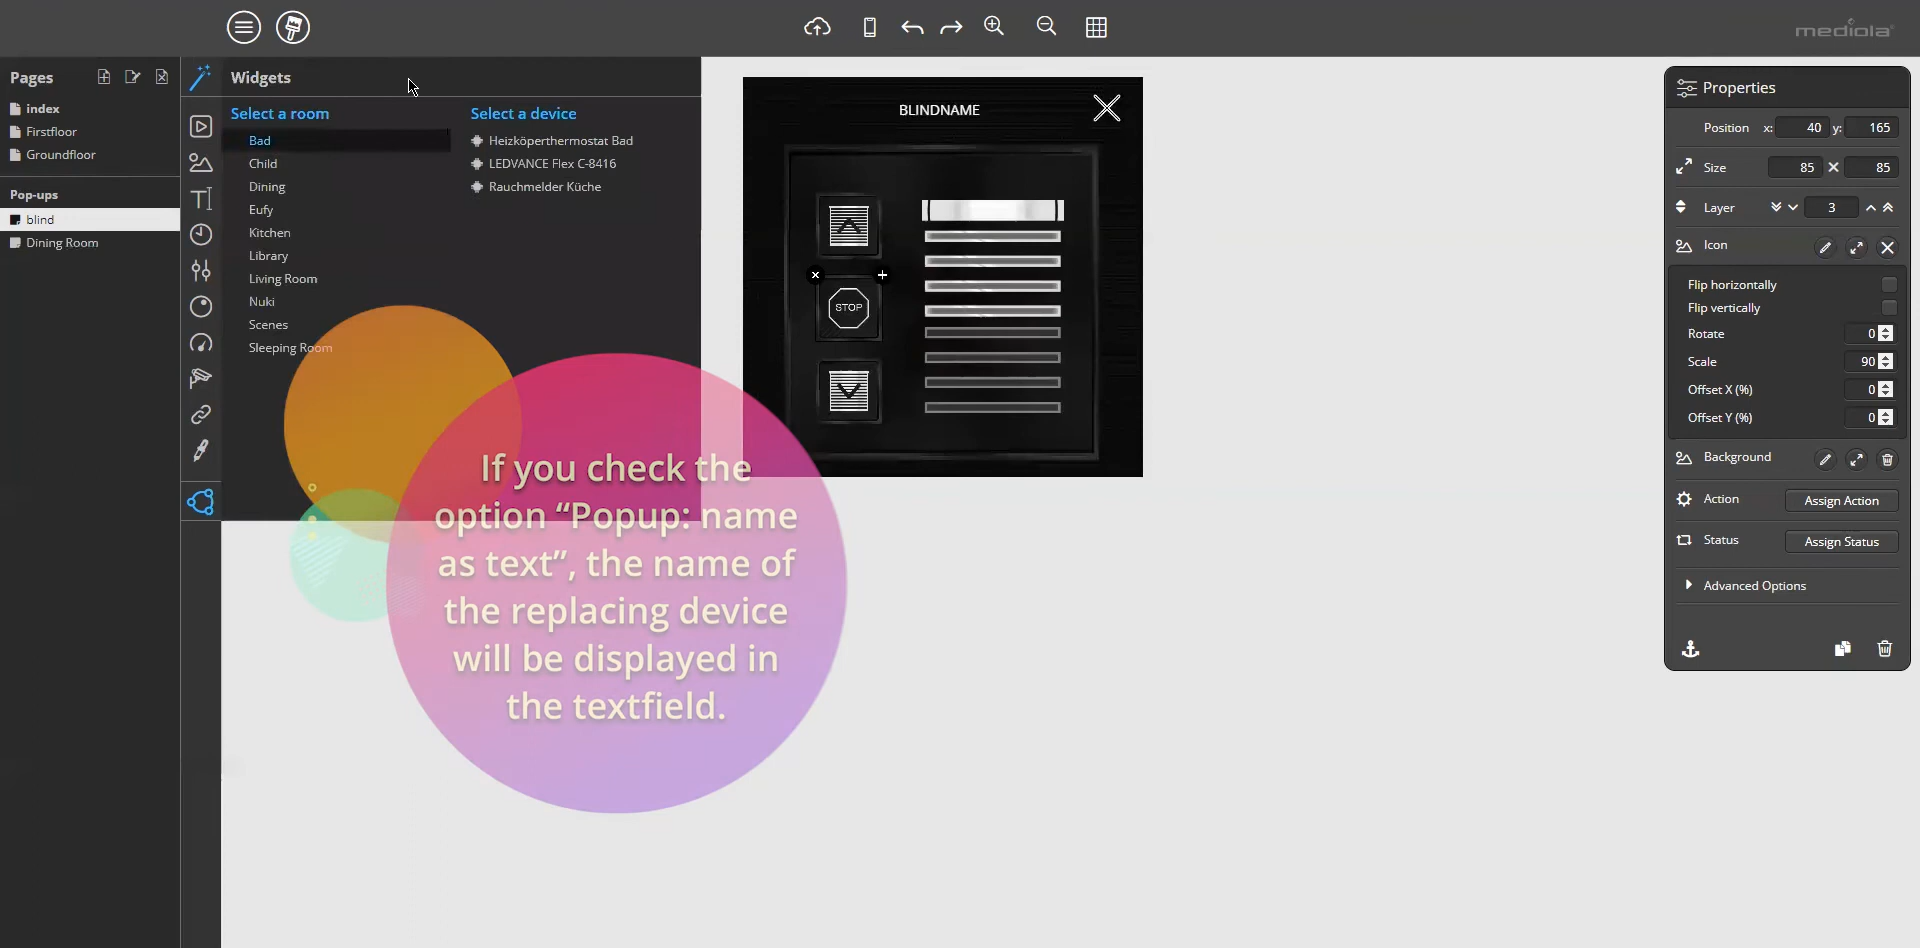 mediola
Pages
index
Firstfloor
Groundfloor
Pop-ups
blind
Dining Room
Widgets
Select a room
Bad
Child
Dining
Eufy
Kitchen
Library
Living Room
Nuki
Scenes
Sleeping Room
Select a device
Heizköperthermostat Bad
LEDVANCE Flex C-8416
Rauchmelder Küche
BLINDNAME
STOP
If you check the
option “Popup: name
as text”, the name of
the replacing device
will be displayed in
the textfield.
Properties
Position x: 40 y: 165
Size 85 X 85
Layer 3
Icon
Flip horizontally
Flip vertically
Rotate 0
Scale 90
Offset X (%) 0
Offset Y (%) 0
Background
Action Assign Action
Status Assign Status
Advanced Options